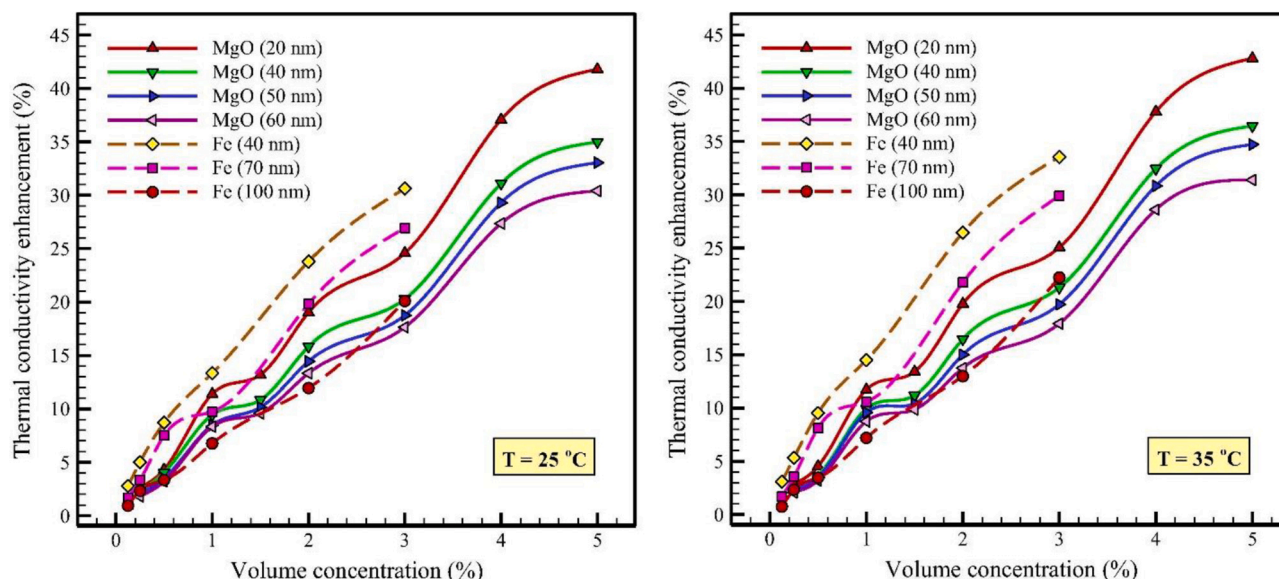 Thermal conductivity enhancement (%)
45
40
35
30
25
20
15
10
5
0
MgO (20 nm)
MgO (40 nm)
MgO (50 nm)
MgO (60 nm)
Fe (40 nm)
Fe (70 nm)
Fe (100 nm)
T = 25 °C
0 1 2 3 4 5
Volume concentration (%)
Thermal conductivity enhancement (%)
45
40
35
30
25
20
15
10
5
0
MgO (20 nm)
MgO (40 nm)
MgO (50 nm)
MgO (60 nm)
Fe (40 nm)
Fe (70 nm)
Fe (100 nm)
T = 35 °C
0 1 2 3 4 5
Volume concentration (%)